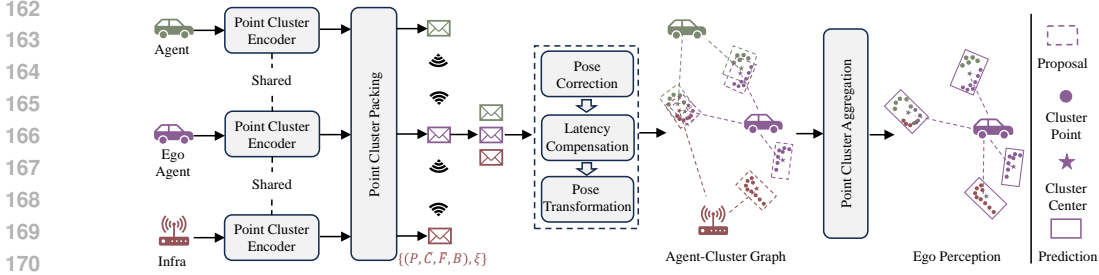 162
163
164
165
166
167
168
169
170
Agent
Point Cluster
Encoder
Shared
Ego
Agent
Point Cluster
Encoder
Shared
Infra
Point Cluster
Encoder
Point Cluster Packing
{(P, C, F, B), ξ}
Pose
Correction
Latency
Compensation
Pose
Transformation
Agent-Cluster Graph
Point Cluster Aggregation
Ego Perception
Proposal
Cluster
Point
Cluster
Center
Prediction